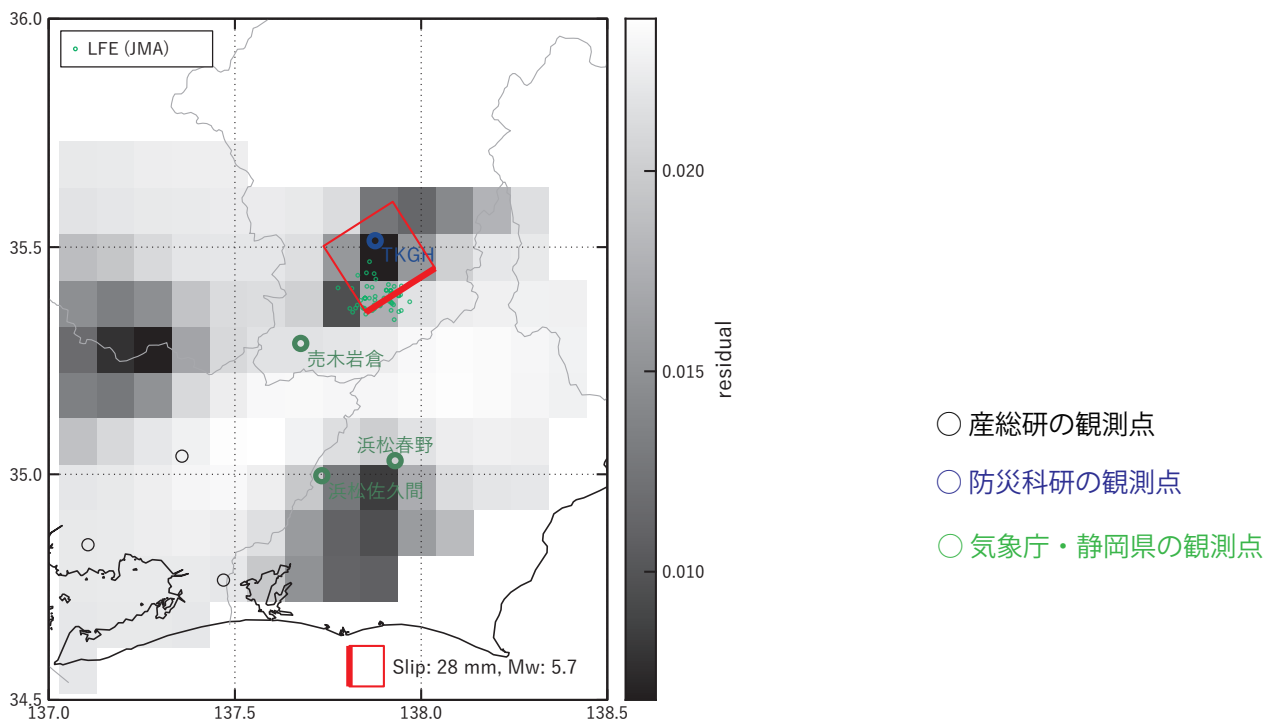 36.0
LFE (JMA)
0.020
35.5
TKGH
売木岩倉
0.015
residual
産総研の観測点
浜松春野
35.0
防災科研の観測点
浜松佐久間
気象庁・静岡県の観測点
0.010
Slip: 28 mm, Mw: 5.7
34.5
137.0
137.5
138.0
138.5